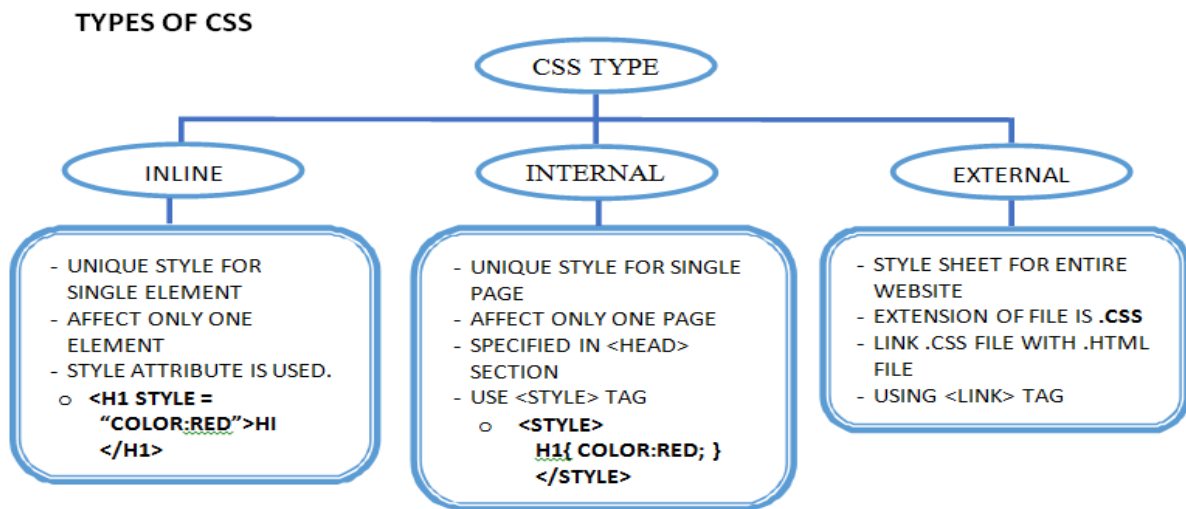 TYPES OF CSS
CSS TYPE
INLINE
- UNIQUE STYLE FOR
SINGLE ELEMENT
- AFFECT ONLY ONE
ELEMENT
- STYLE ATTRIBUTE IS USED.
o <H1 STYLE =
“COLOR:RED”>HI
</H1>
INTERNAL
- UNIQUE STYLE FOR SINGLE
PAGE
- AFFECT ONLY ONE PAGE
- SPECIFIED IN <HEAD>
SECTION
- USE <STYLE> TAG
o <STYLE>
H1{ COLOR:RED; }
</STYLE>
EXTERNAL
- STYLE SHEET FOR ENTIRE
WEBSITE
- EXTENSION OF FILE IS .CSS
- LINK .CSS FILE WITH .HTML
FILE
- USING <LINK> TAG